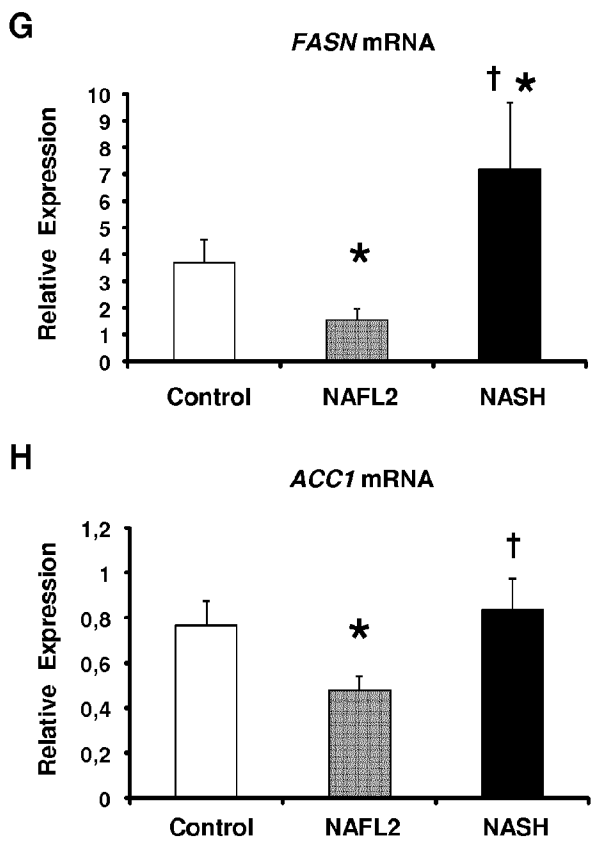 G
FASN mRNA
† *
10
9
8
7
6
5
4
3
2
1
0
Relative Expression
*
Control NAFL2 NASH
H
ACC1 mRNA
†
1,2
1
0,8
0,6
0,4
0,2
0
Relative Expression
*
Control NAFL2 NASH